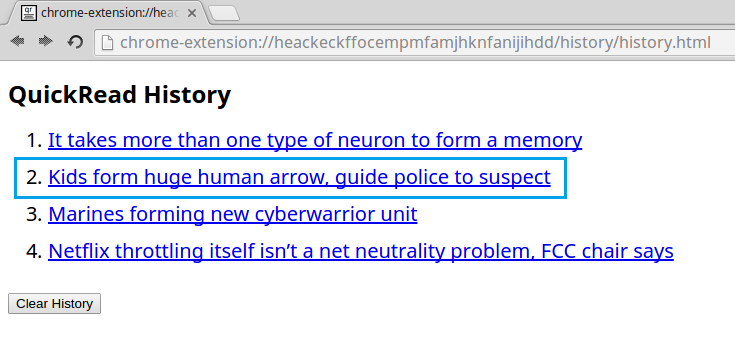 qr chrome-extension://heac
chrome-extension://heackeckffocempmfamjhknfanijihdd/history/history.html
QuickRead History
1. It takes more than one type of neuron to form a memory
2. Kids form huge human arrow, guide police to suspect
3. Marines forming new cyberwarrior unit
4. Netflix throttling itself isn’t a net neutrality problem, FCC chair says
Clear History